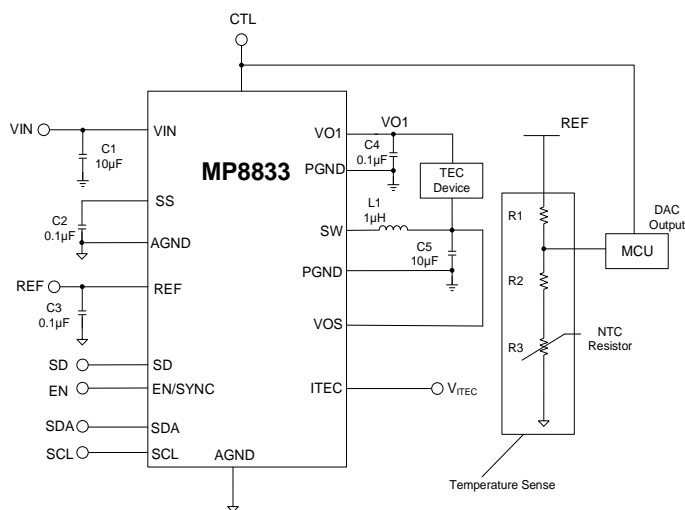 CTL
VIN
VIN
C1
10µF
MP8833
SS
C2
0.1µF
AGND
REF
REF
C3
0.1µF
SD
SD
EN
EN/SYNC
SDA
SDA
SCL
SCL
AGND
VO1
VO1
C4
0.1µF
PGND
TEC
Device
SW
L1
1µH
C5
10µF
PGND
VOS
ITEC
VITEC
REF
R1
DAC
Output
MCU
R2
R3
NTC
Resistor
Temperature Sense